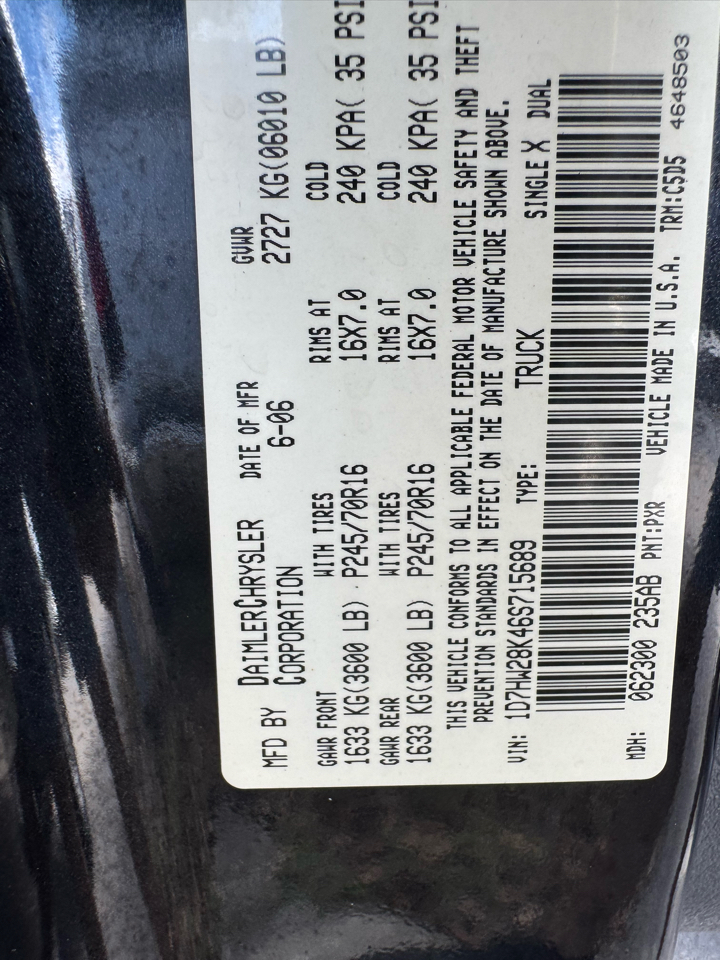 MFD BY DAIMLERCHRYSLER CORPORATION DATE OF MFR 6-06 GVWR 2727 KG(06010 LB)
GAWR FRONT WITH TIRES RIMS AT COLD
1633 KG(3600 LB) P245/70R16 16X7.0 240 KPA( 35 PSI
GAWR REAR WITH TIRES RIMS AT COLD
1633 KG(3600 LB) P245/70R16 16X7.0 240 KPA( 35 PSI
THIS VEHICLE CONFORMS TO ALL APPLICABLE FEDERAL MOTOR VEHICLE SAFETY AND THEFT
PREVENTION STANDARDS IN EFFECT ON THE DATE OF MANUFACTURE SHOWN ABOVE.
VIN: 1D7HW28K46S715689 TYPE: TRUCK SINGLE X DUAL
MDH: 062300 235AB PNT:PXR VEHICLE MADE IN U.S.A. TRM:C5D5 4648503